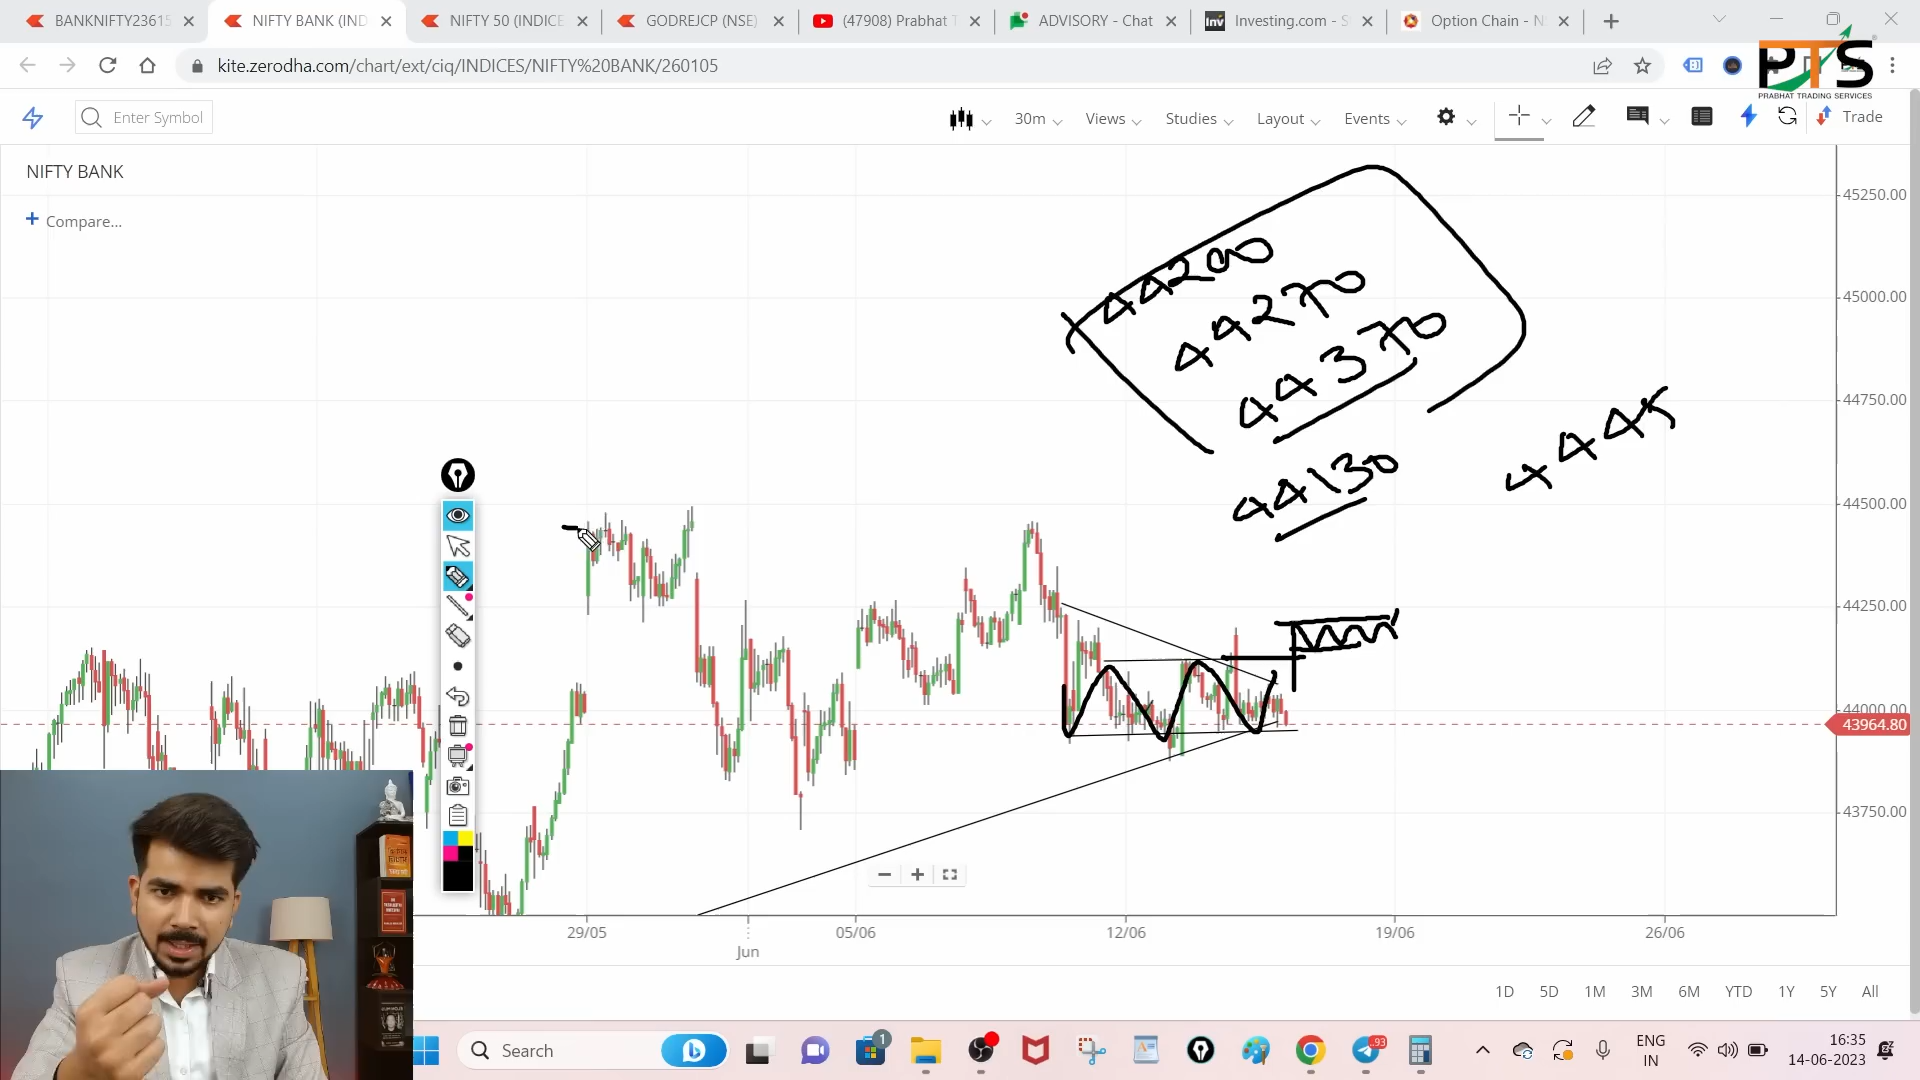 BANKNIFTY23615
NIFTY BANK (IND
NIFTY 50 (INDICE
GODREJCP (NSE)
(47908) Prabhat T
ADVISORY - Chat
Inv
Investing.com - S
Option Chain - N
kite.zerodha.com/chart/ext/ciq/INDICES/NIFTY%20BANK/260105
PTS
PRABHAT TRADING SERVICES
Enter Symbol
30m
Views
Studies
Layout
Events
Trade
NIFTY BANK
+ Compare...
45250.00
45000.00
44750.00
44500.00
44250.00
44000.00
43964.80
43750.00
44200
44270
44370
44130
29/05
05/06
12/06
19/06
26/06
Jun
1D 5D 1M 3M 6M YTD 1Y 5Y All
Search
1
93
ENG
IN
16:35
14-06-2023